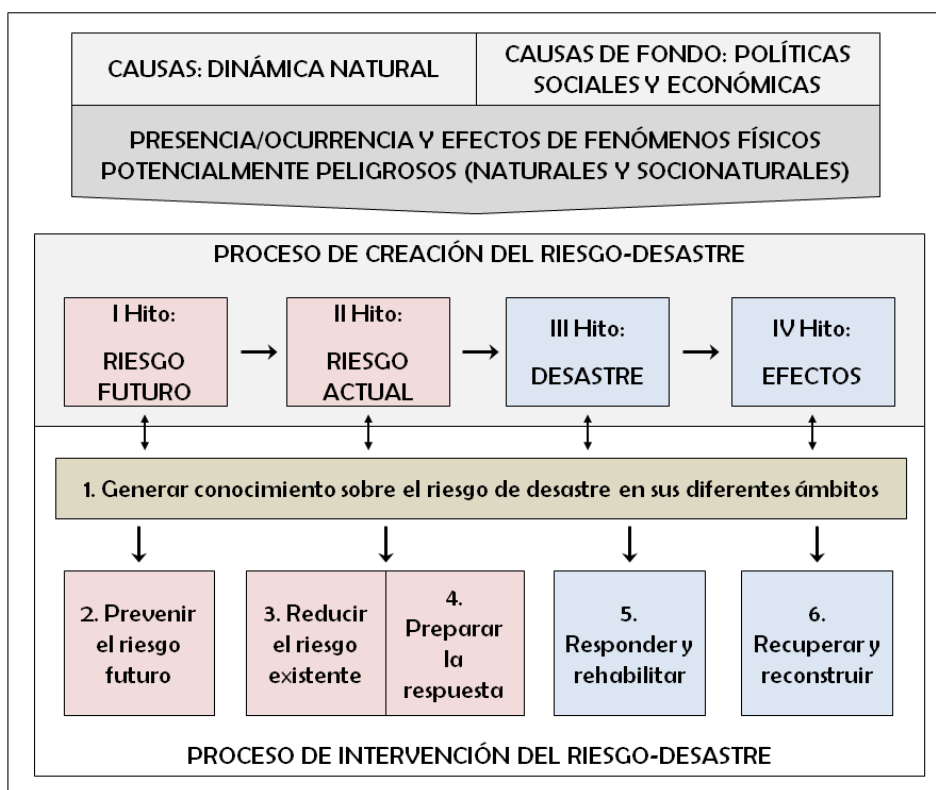 CAUSAS: DINÁMICA NATURAL
CAUSAS DE FONDO: POLÍTICAS
SOCIALES Y ECONÓMICAS
PRESENCIA/OCURRENCIA Y EFECTOS DE FENÓMENOS FÍSICOS
POTENCIALMENTE PELIGROSOS (NATURALES Y SOCIONATURALES)
PROCESO DE CREACIÓN DEL RIESGO-DESASTRE
I Hito:
RIESGO
FUTURO
II Hito:
RIESGO
ACTUAL
III Hito:
DESASTRE
IV Hito:
EFECTOS
1. Generar conocimiento sobre el riesgo de desastre en sus diferentes ámbitos
2. Prevenir
el riesgo
futuro
3. Reducir
el riesgo
existente
4.
Preparar
la
respuesta
5.
Responder y
rehabilitar
6.
Recuperar y
reconstruir
PROCESO DE INTERVENCIÓN DEL RIESGO-DESASTRE